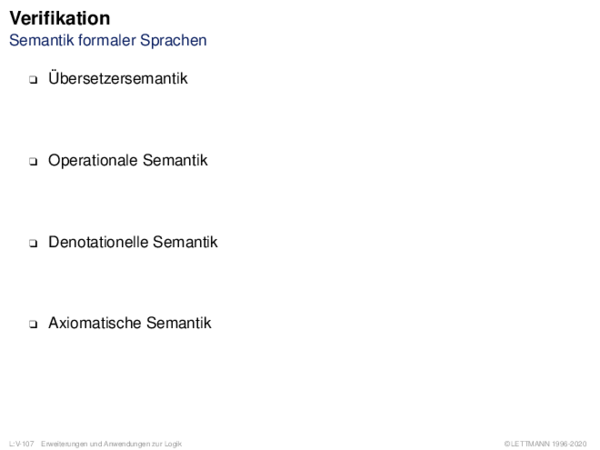 Verifikation
Semantik formaler Sprachen
❑ Übersetzersemantik
❑ Operationale Semantik
❑ Denotationelle Semantik
❑ Axiomatische Semantik
L:V-107 Erweiterungen und Anwendungen zur Logik ©LETTMANN 1996-2020